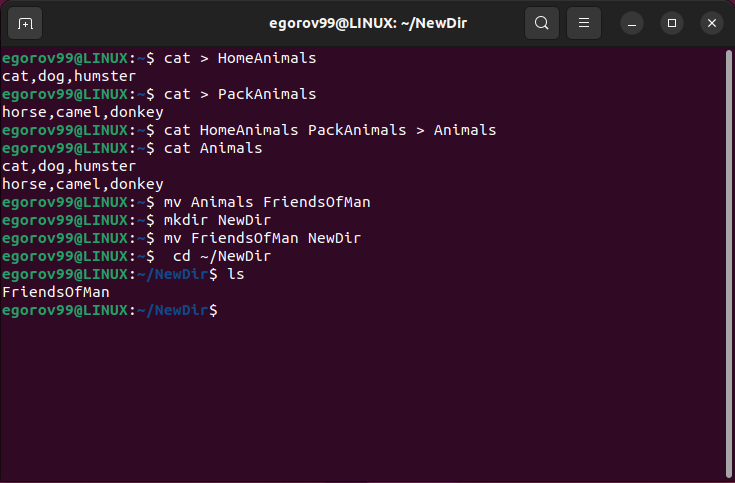 egorov99@LINUX: ~/NewDir
egorov99@LINUX:~$ cat > HomeAnimals
cat,dog,humster
egorov99@LINUX:~$ cat > PackAnimals
horse,camel,donkey
egorov99@LINUX:~$ cat HomeAnimals PackAnimals > Animals
egorov99@LINUX:~$ cat Animals
cat,dog,humster
horse,camel,donkey
egorov99@LINUX:~$ mv Animals FriendsOfMan
egorov99@LINUX:~$ mkdir NewDir
egorov99@LINUX:~$ mv FriendsOfMan NewDir
egorov99@LINUX:~$  cd ~/NewDir
egorov99@LINUX:~/NewDir$ ls
FriendsOfMan
egorov99@LINUX:~/NewDir$